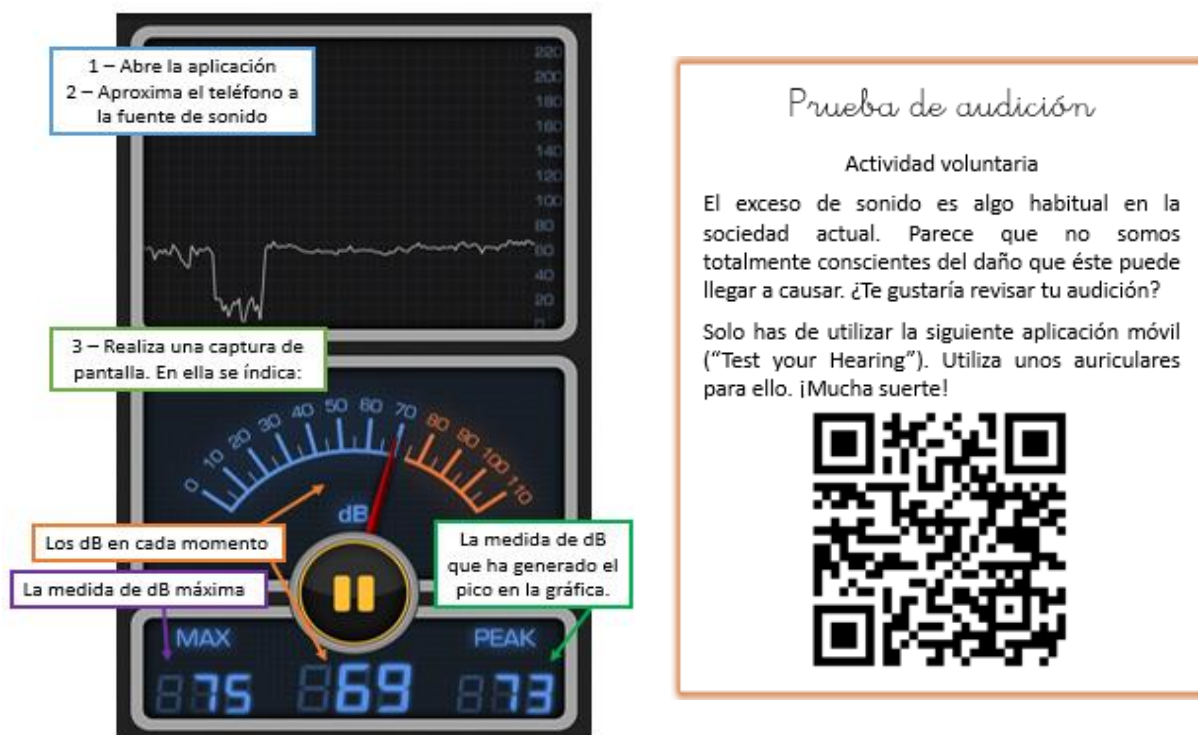 1 – Abre la aplicación
2 – Aproxima el teléfono a
la fuente de sonido
220
200
180
160
140
120
100
80
60
40
20
0
3 – Realiza una captura de
pantalla. En ella se índica:
0
10
20
30
40
50
60
70
80
90
100
110
dB
Los dB en cada momento
La medida de dB máxima
La medida de dB
que ha generado el
pico en la gráfica.
MAX
PEAK
75
69
73
Prueba de audición
Actividad voluntaria
El exceso de sonido es algo habitual en la
sociedad actual. Parece que no somos
totalmente conscientes del daño que éste puede
llegar a causar. ¿Te gustaría revisar tu audición?
Solo has de utilizar la siguiente aplicación móvil
(“Test your Hearing”). Utiliza unos auriculares
para ello. ¡Mucha suerte!